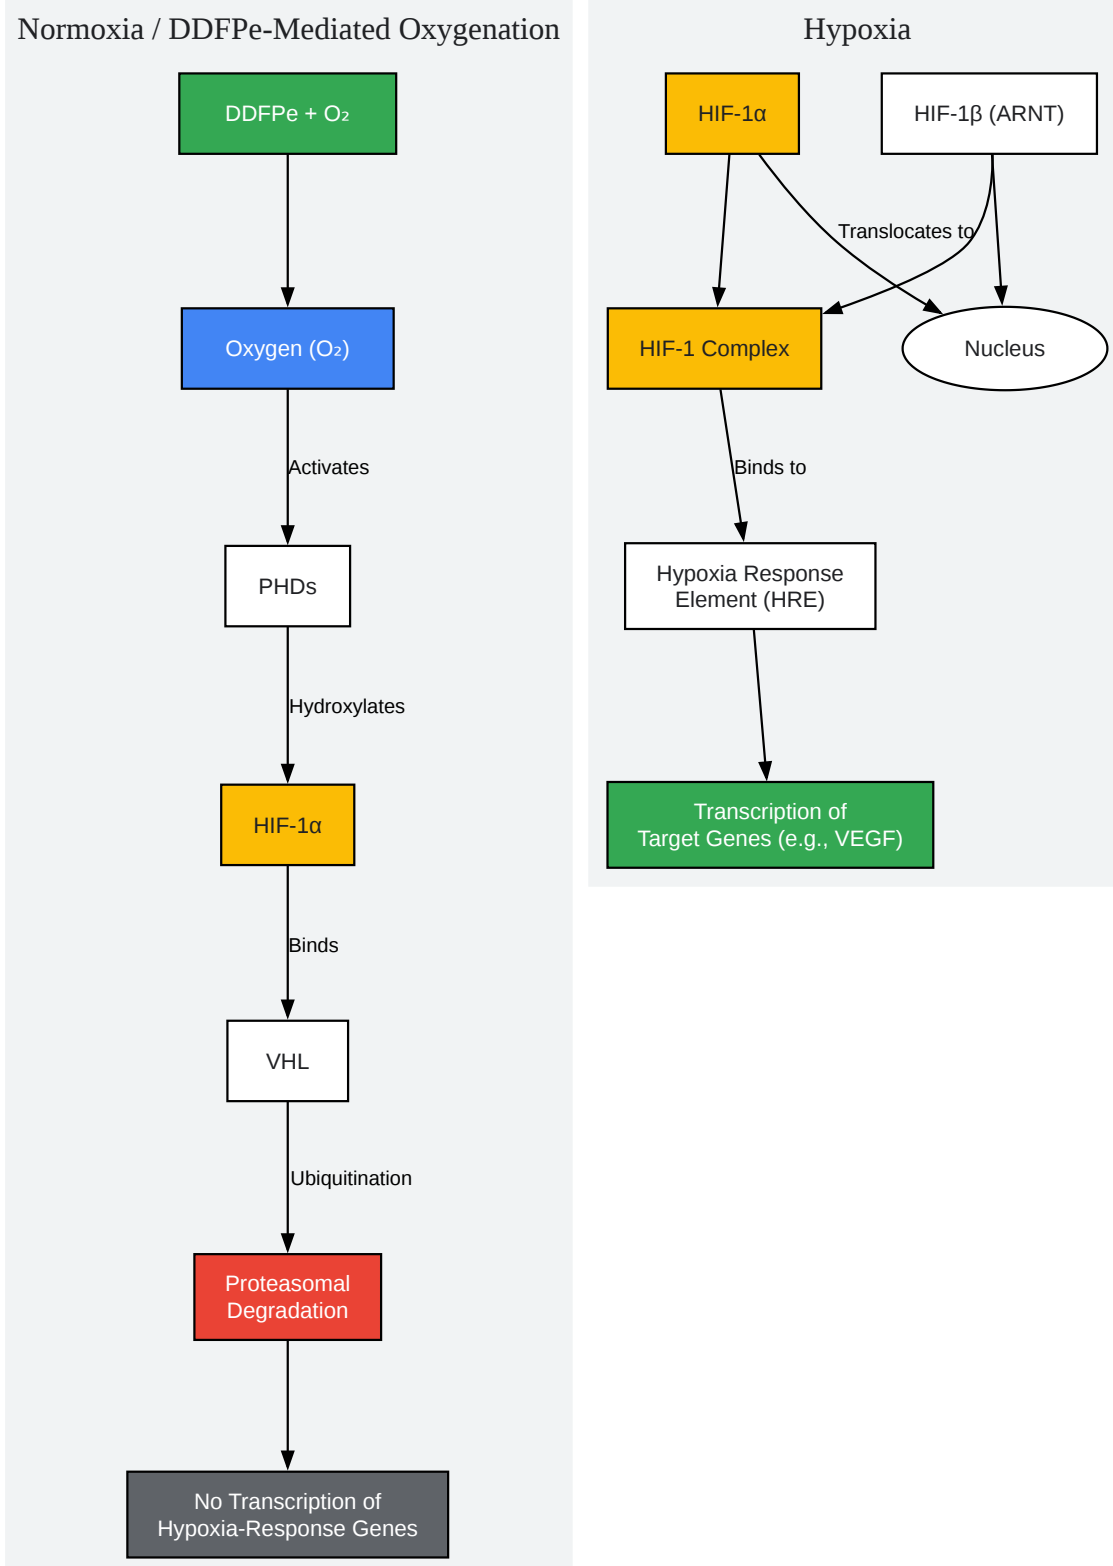 Normoxia / DDFPe-Mediated Oxygenation
DDFPe + O₂
Oxygen (O₂)
Activates
PHDs
Hydroxylates
HIF-1α
Binds
VHL
Ubiquitination
Proteasomal
Degradation
No Transcription of
Hypoxia-Response Genes
Hypoxia
HIF-1α
HIF-1β (ARNT)
Translocates to
HIF-1 Complex
Nucleus
Binds to
Hypoxia Response
Element (HRE)
Transcription of
Target Genes (e.g., VEGF)